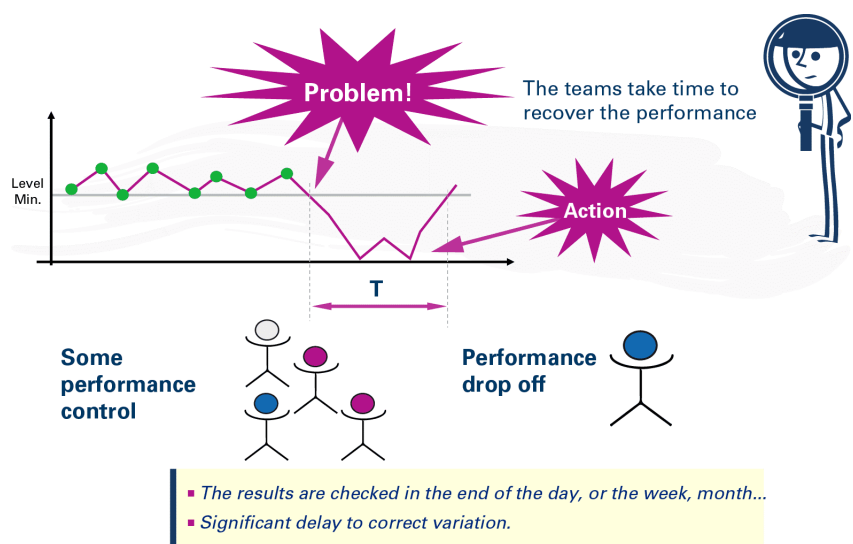 Problem!
The teams take time to
recover the performance
Level
Min.
Action
T
Some
performance
control
Performance
drop off
The results are checked in the end of the day, or the week, month...
Significant delay to correct variation.